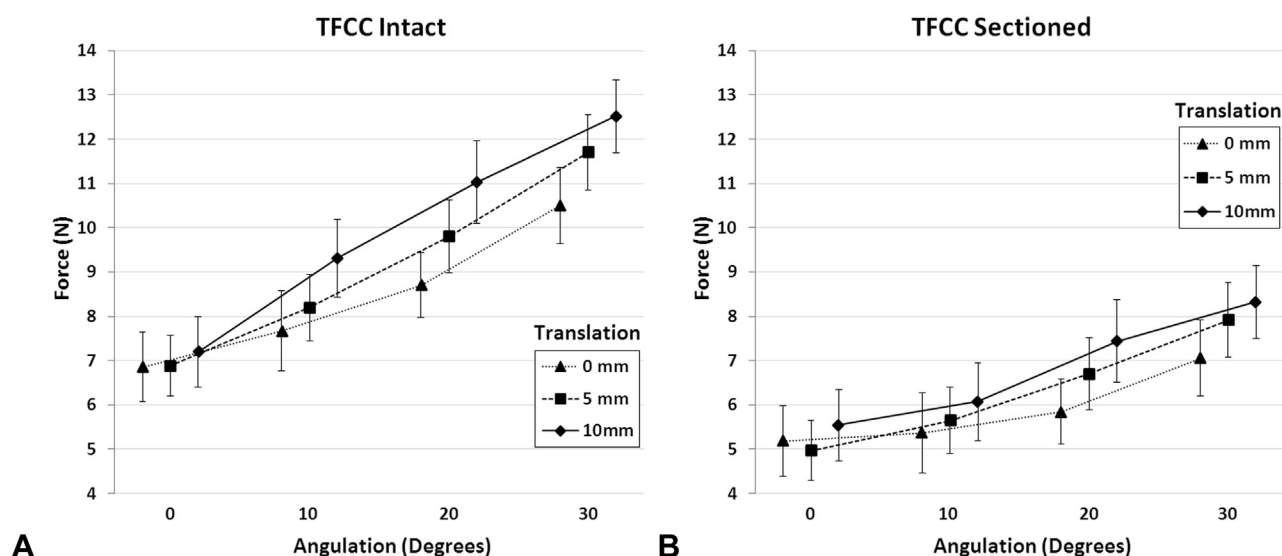 TFCC Intact
14
13
12
11
10
9
8
7
6
5
4
Force (N)
0 10 20 30
Angulation (Degrees)
Translation
0 mm
5 mm
10mm
A
TFCC Sectioned
14
13
12
11
10
9
8
7
6
5
4
Force (N)
0 10 20 30
Angulation (Degrees)
Translation
0 mm
5 mm
10mm
B